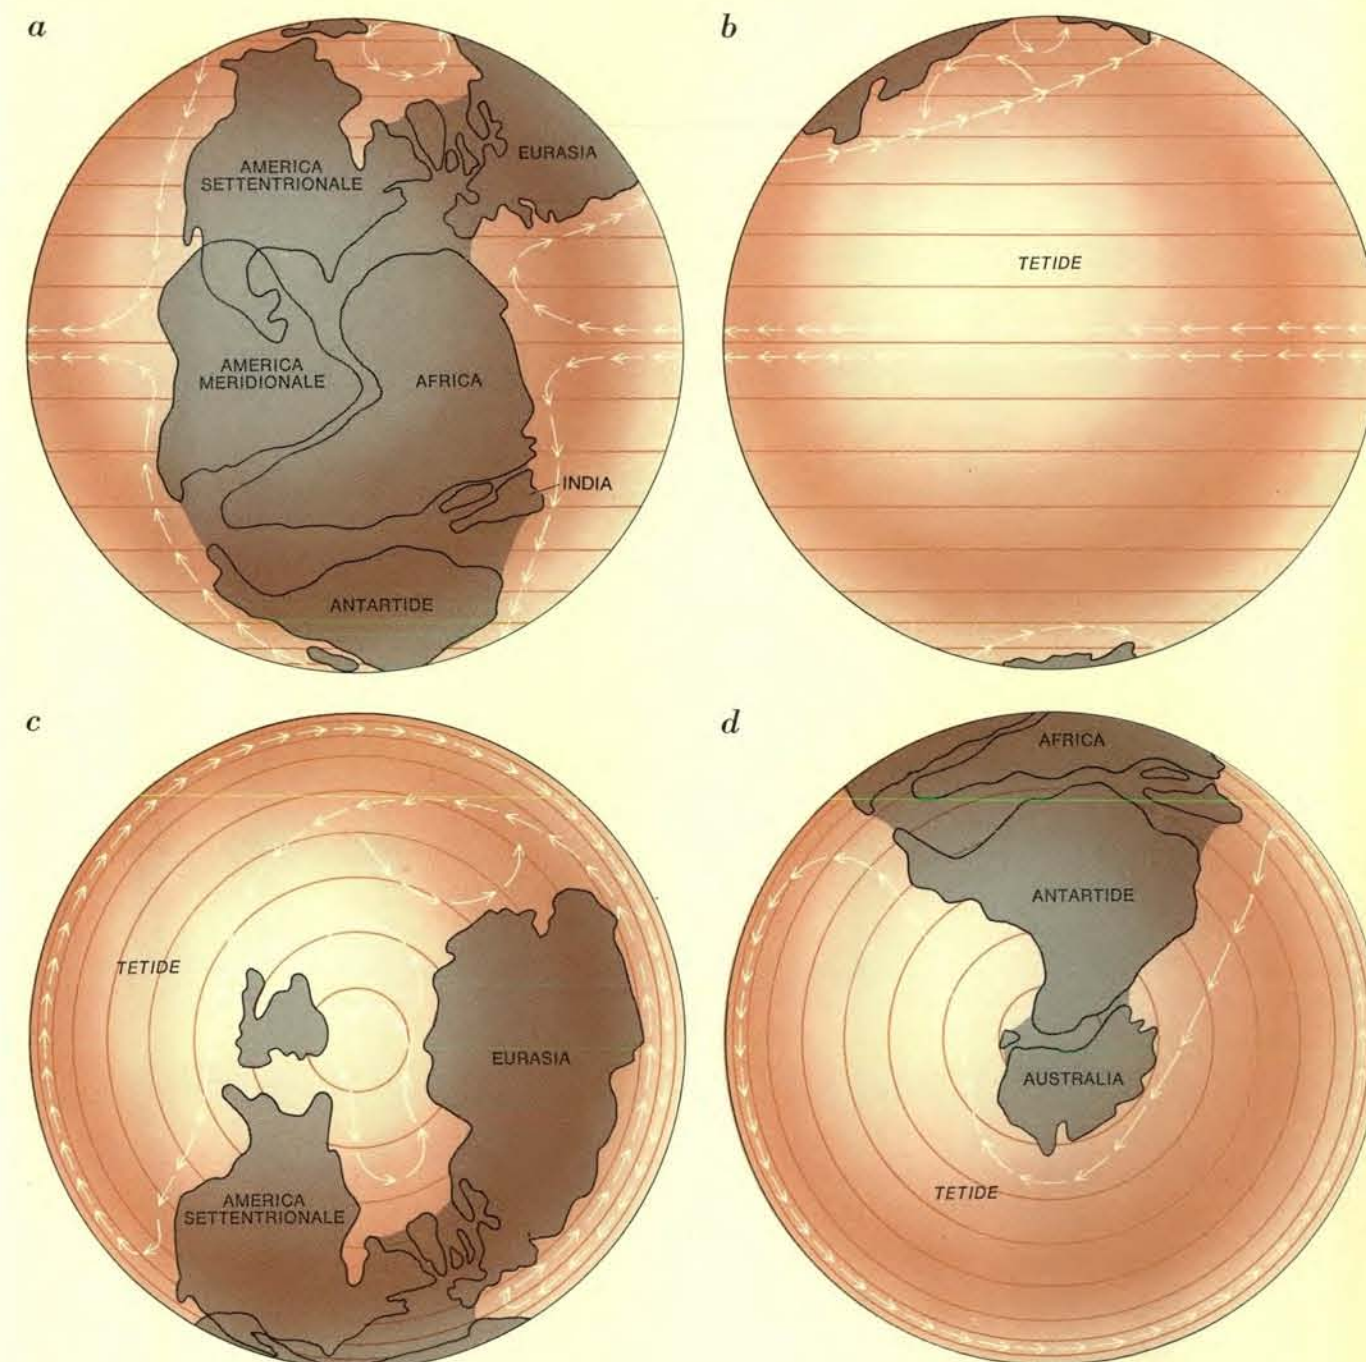 a
AMERICA
SETTENTRIONALE
EURASIA
AMERICA
MERIDIONALE
AFRICA
INDIA
ANTARTIDE
b
TETIDE
c
TETIDE
EURASIA
AMERICA
SETTENTRIONALE
d
AFRICA
ANTARTIDE
AUSTRALIA
TETIDE